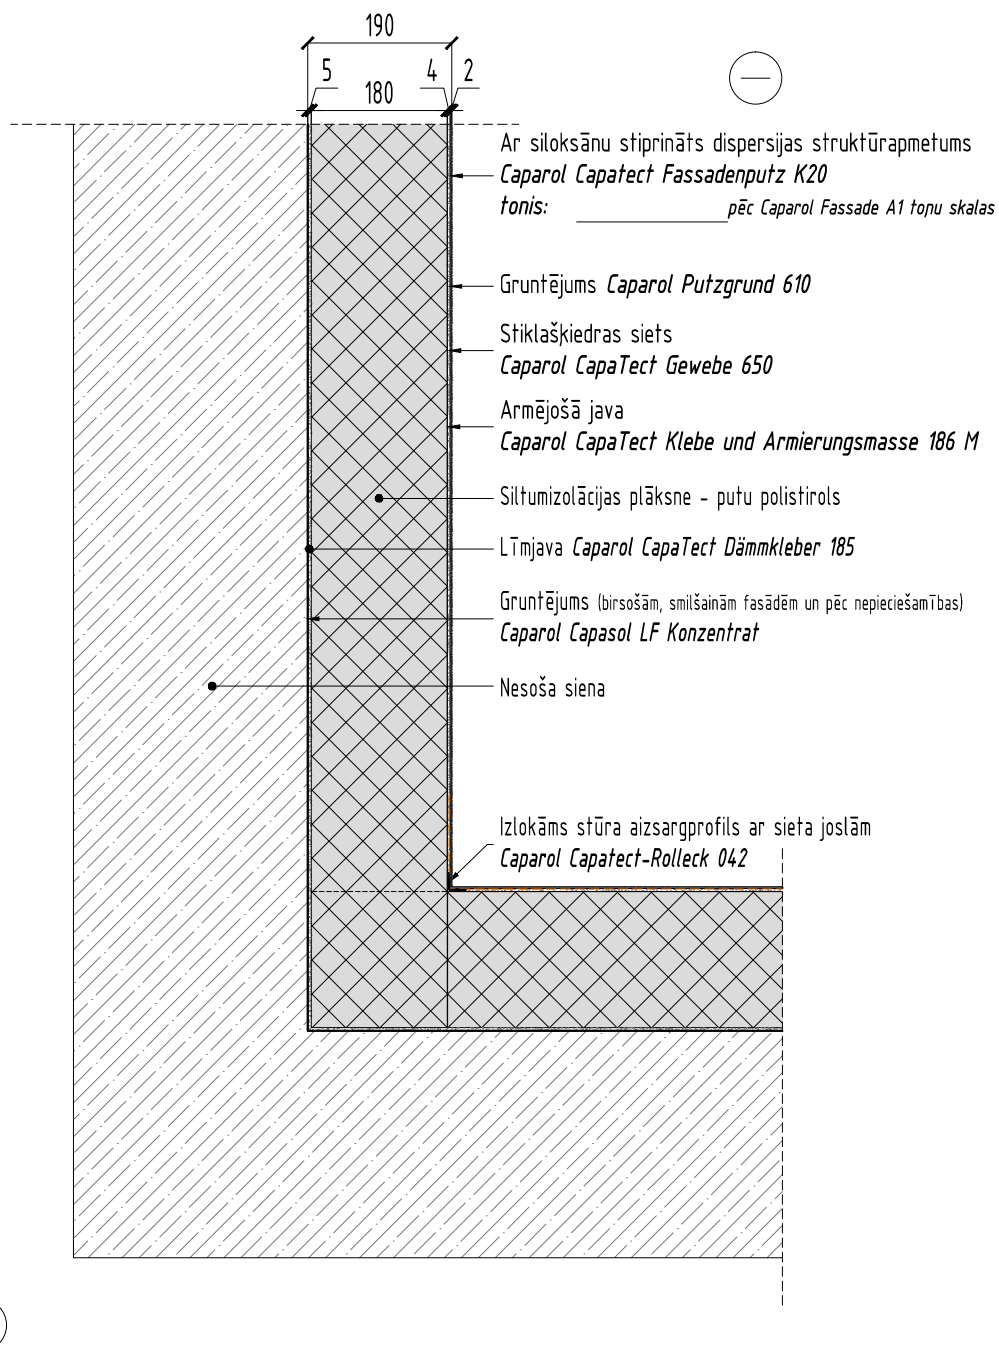 190
5 4 2
180
Ar siloksānu stiprināts dispersijas struktūrapmetums
Caparol Capatect Fassadenputz K20
tonis: pēc Caparol Fassade A1 toņu skalas
Gruntējums Caparol Putzgrund 610
Stiklašķiedras siets
Caparol CapaTect Gewebe 650
Armējošā java
Caparol CapaTect Klebe und Armierungsmasse 186 M
Siltumizolācijas plāksne - putu polistirols
Līmjava Caparol CapaTect Dämmkleber 185
Gruntējums (birsošām, smilšainām fasādēm un pēc nepieciešamības)
Caparol Capasol LF Konzentrat
Nesoša siena
Izlokāms stūra aizsargprofils ar sieta joslām
Caparol Capatect-Rolleck 042